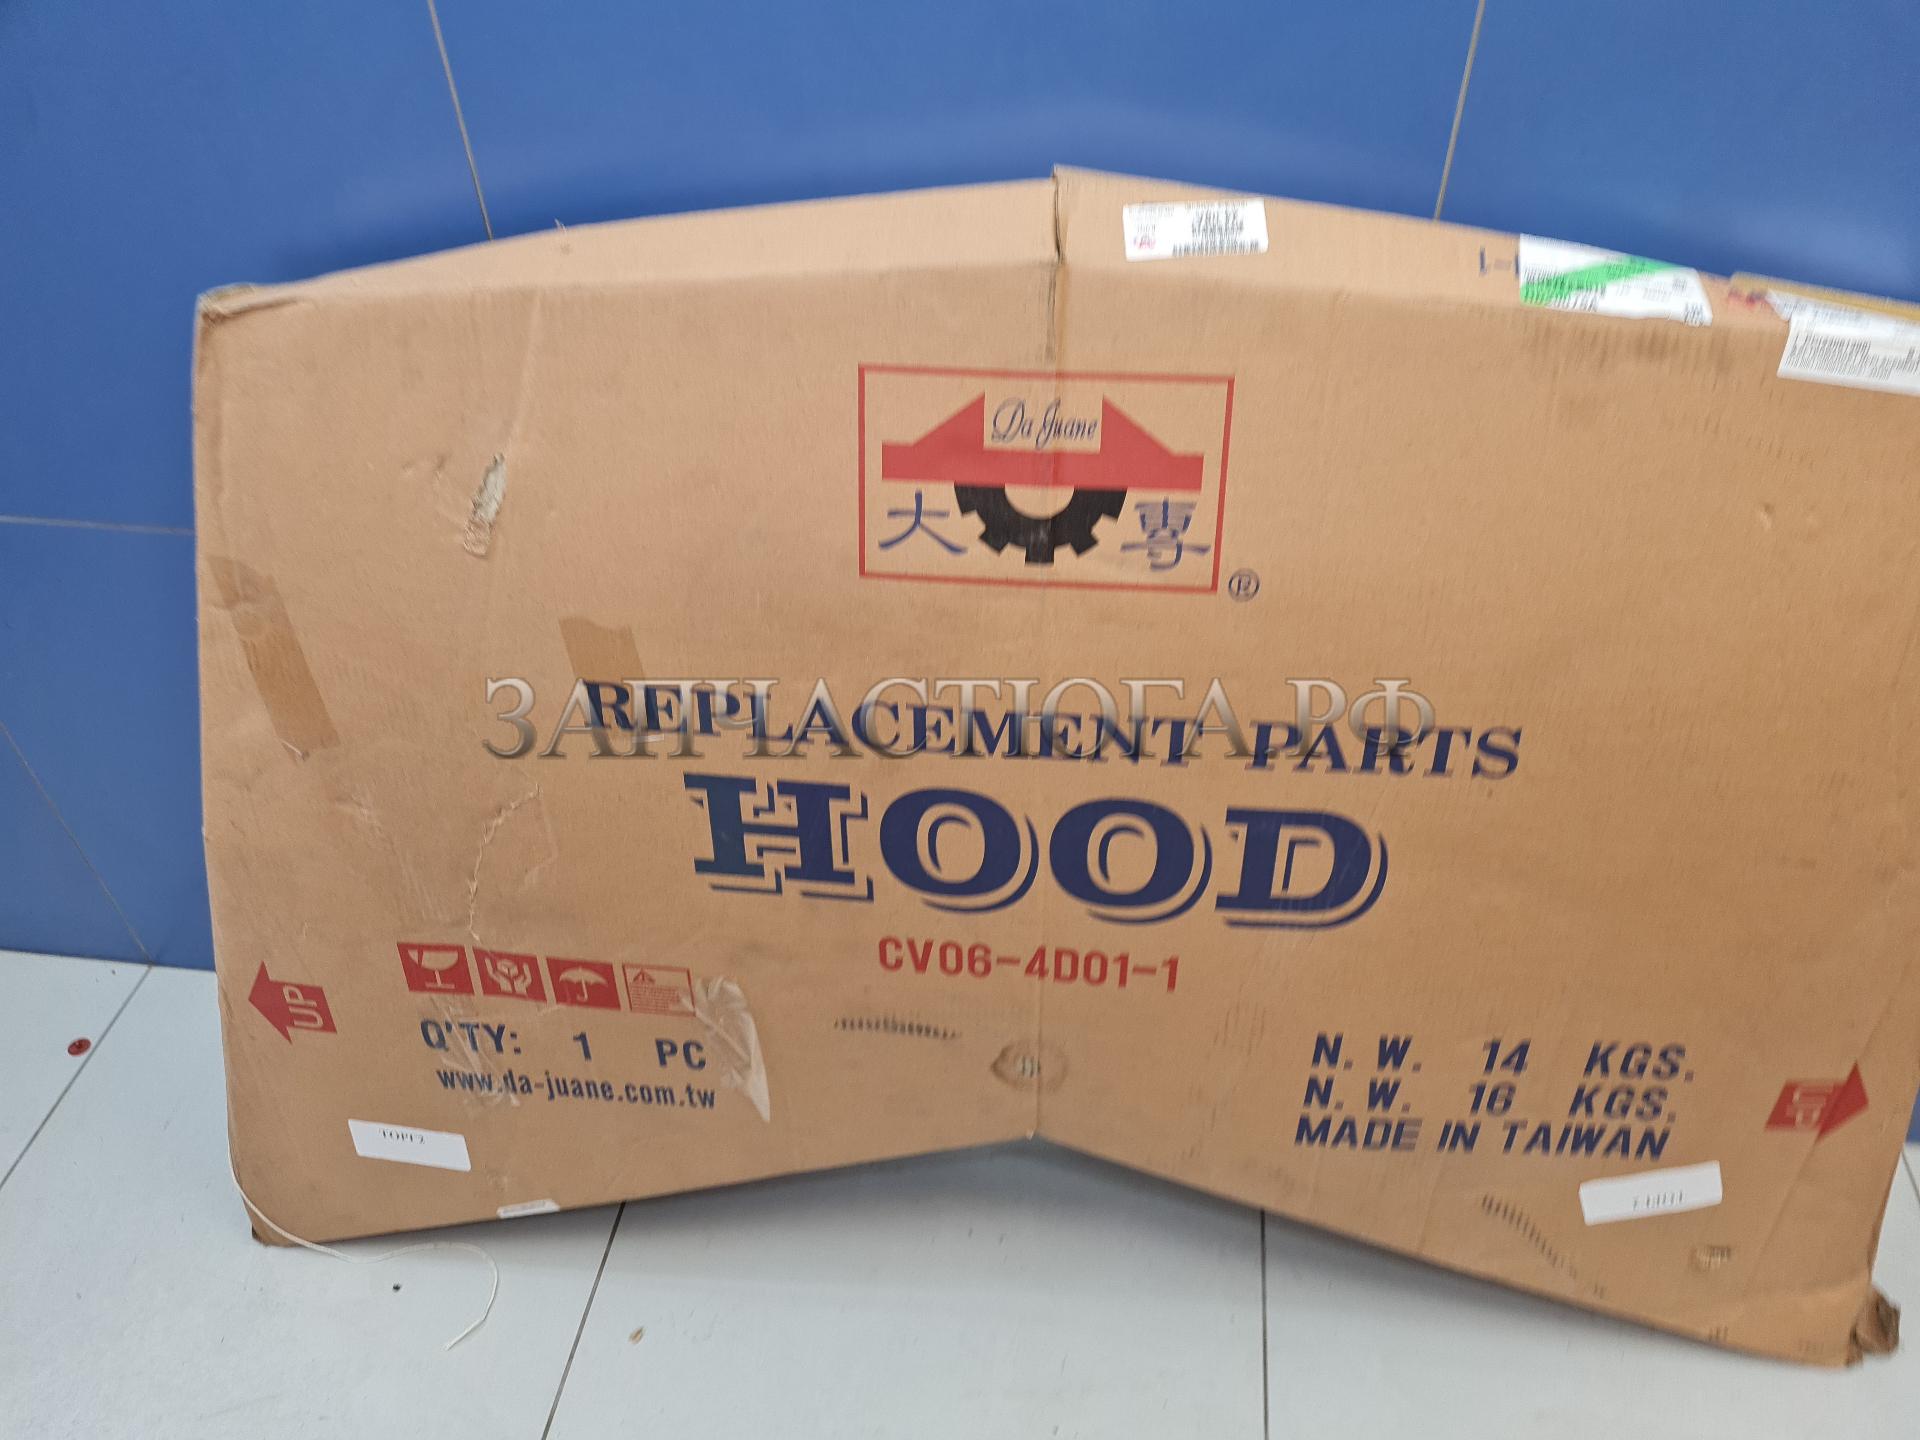 Da Juane
大 專
®
ЗАПЧАСТЮГА.РФ
REPLACEMENT PARTS
HOOD
CV06-4D01-1
UP
Q'TY: 1 PC
www.da-juane.com.tw
N. W. 14 KGS.
N. W. 16 KGS.
MADE IN TAIWAN
UP